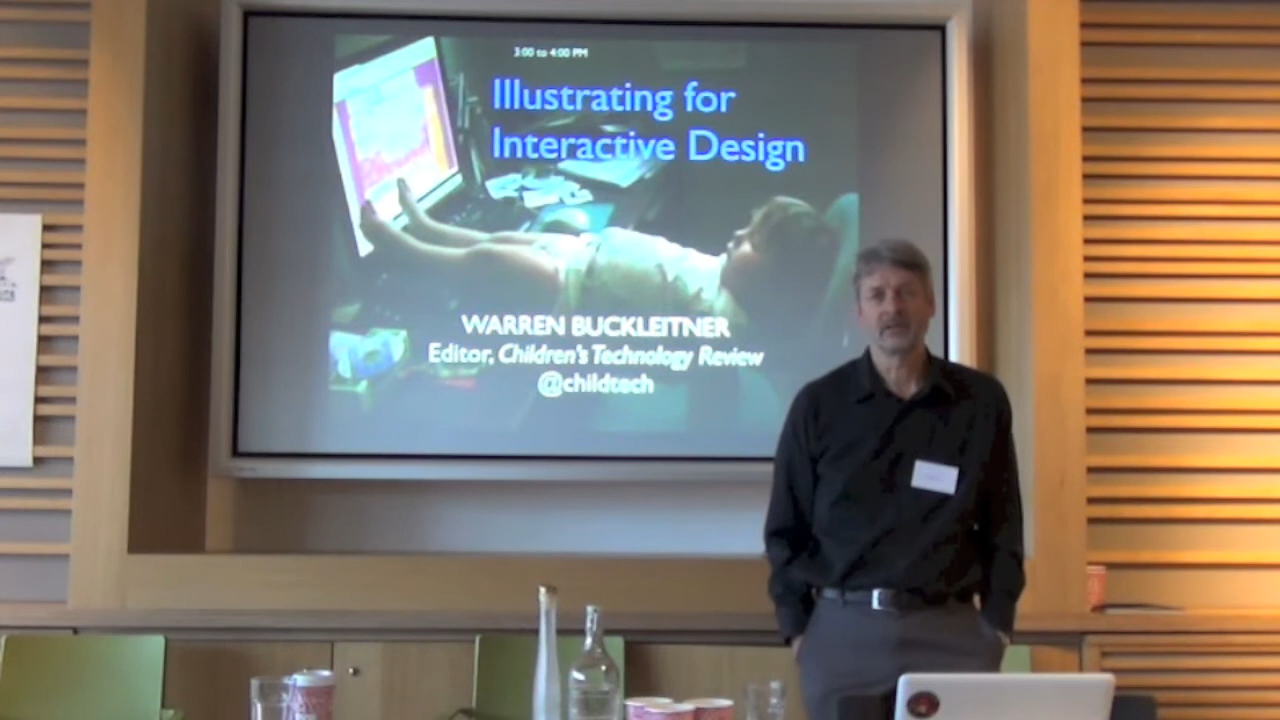 3:00 to 4:00 PM
Illustrating for
Interactive Design
WARREN BUCKLEITNER
Editor, Children's Technology Review
@childtech